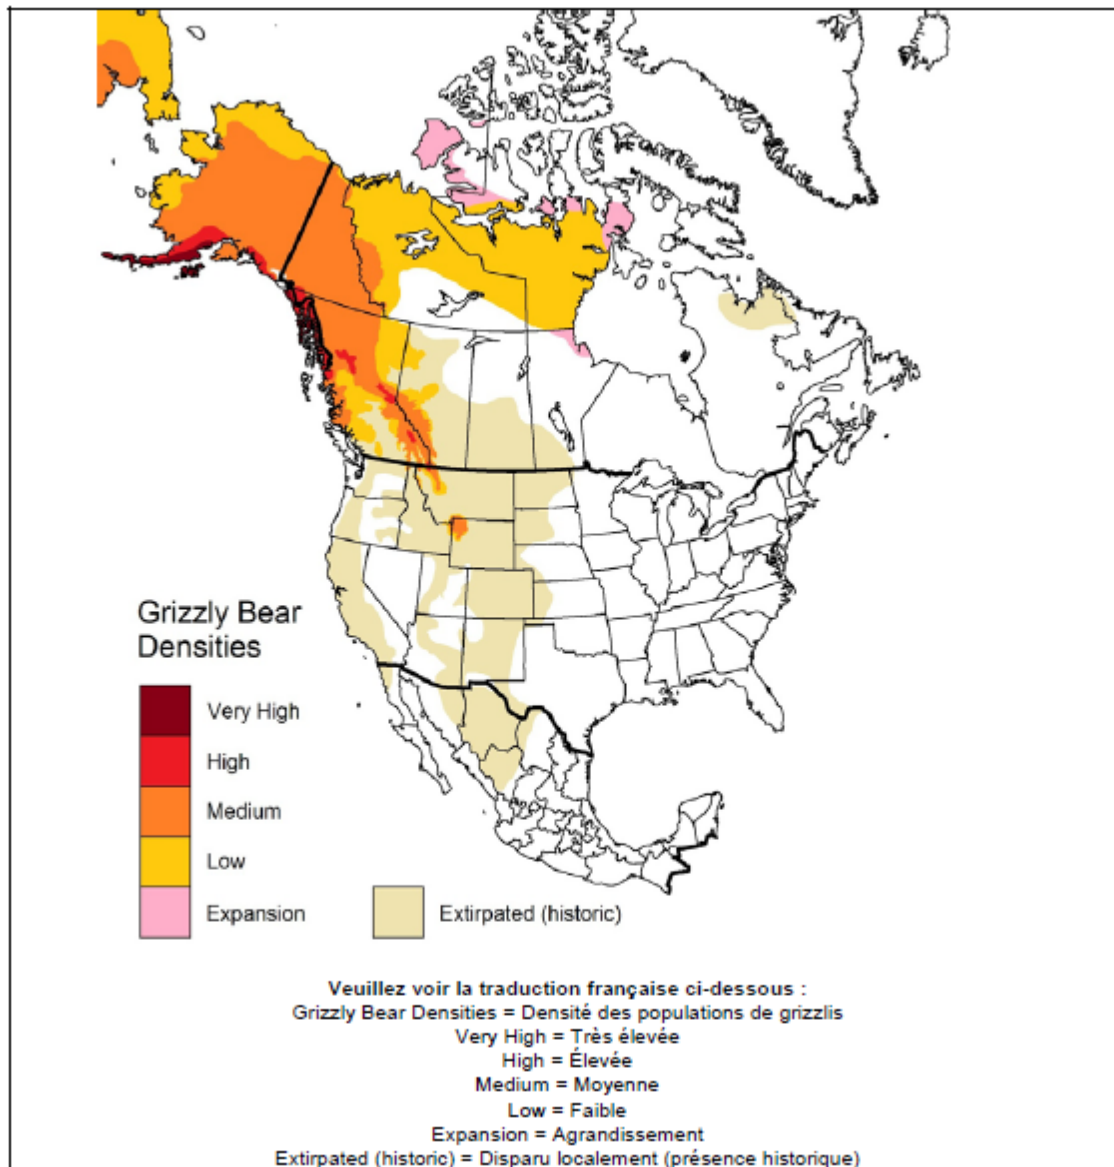 Grizzly Bear
Densities
Very High
High
Medium
Low
Expansion
Extirpated (historic)
Veuillez voir la traduction française ci-dessous :
Grizzly Bear Densities = Densité des populations de grizzlis
Very High = Très élevée
High = Élevée
Medium = Moyenne
Low = Faible
Expansion = Agrandissement
Extirpated (historic) = Disparu localement (présence historique)